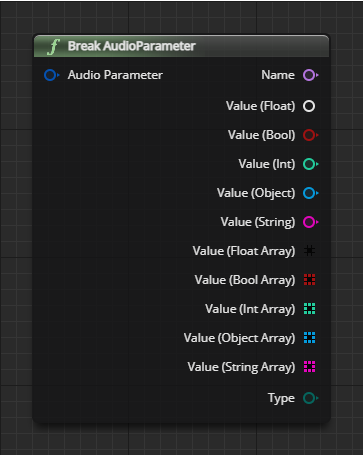 f Break AudioParameter
Audio Parameter Name
Value (Float)
Value (Bool)
Value (Int)
Value (Object)
Value (String)
Value (Float Array)
Value (Bool Array)
Value (Int Array)
Value (Object Array)
Value (String Array)
Type